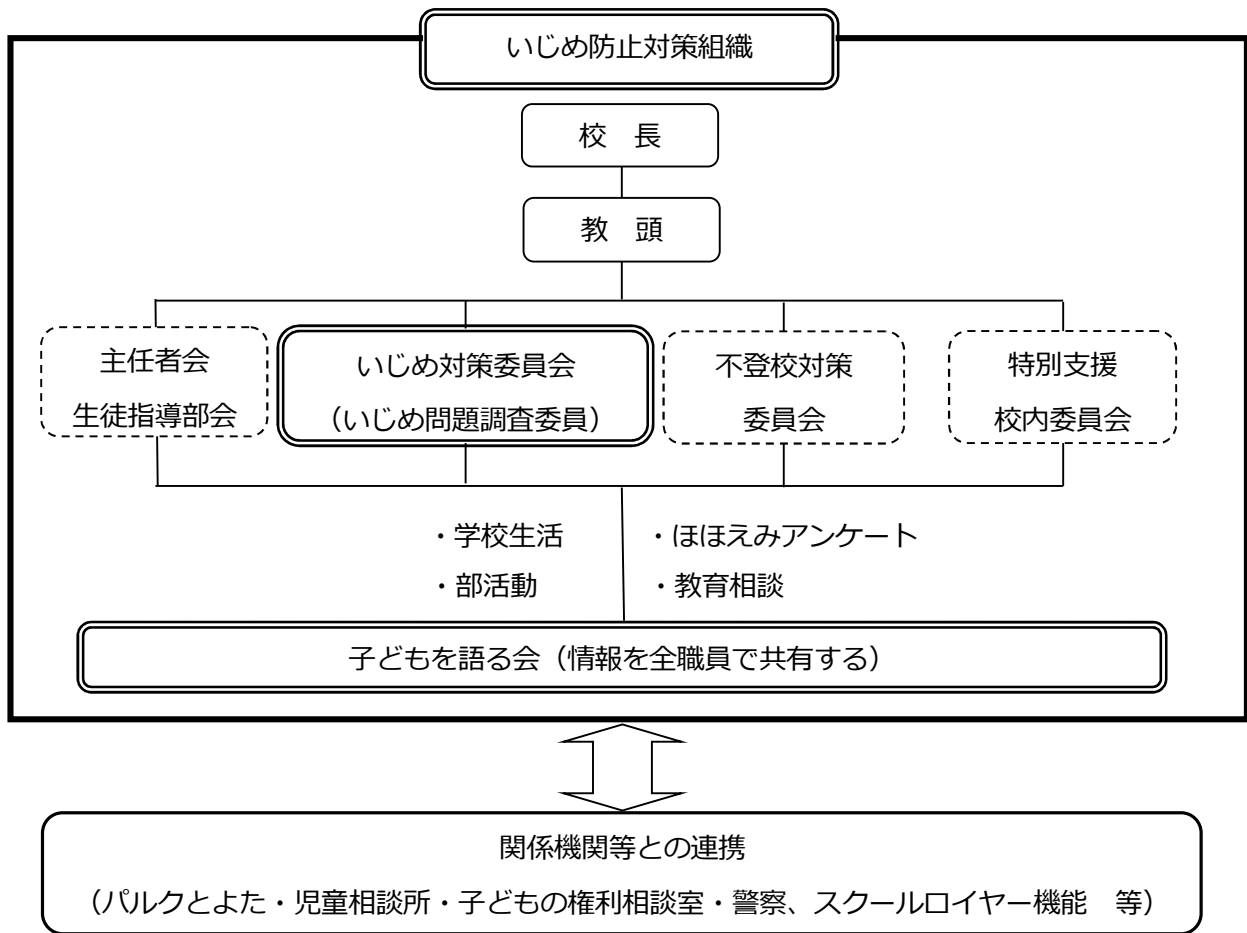 いじめ防止対策組織
校　長
教　頭
主任者会
生徒指導部会
いじめ対策委員会
（いじめ問題調査委員）
不登校対策
委員会
特別支援
校内委員会
・学校生活
・部活動
・ほほえみアンケート
・教育相談
子どもを語る会（情報を全職員で共有する）
関係機関等との連携
（パルクとよた・児童相談所・子どもの権利相談室・警察、スクールロイヤー機能　等）